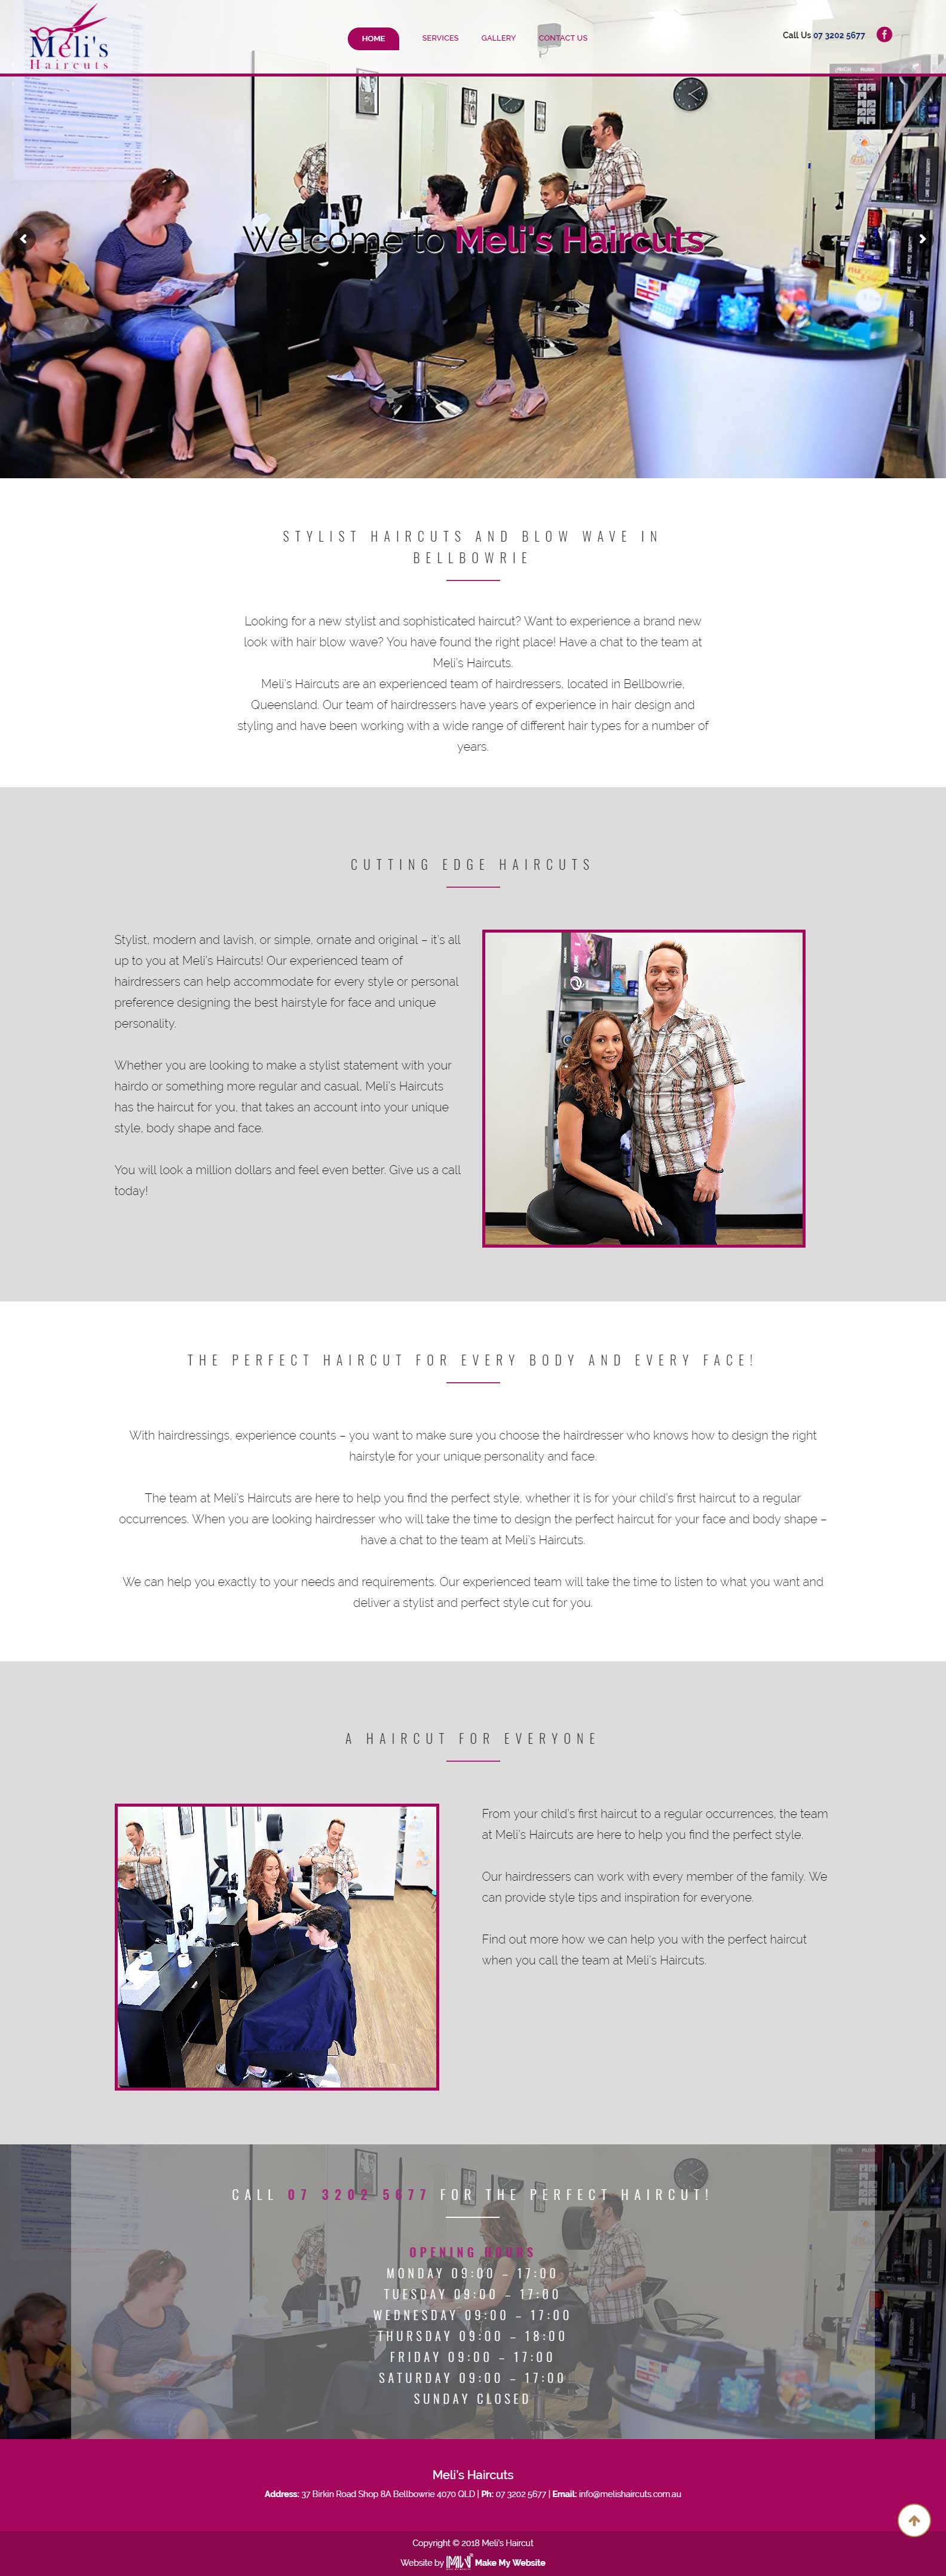 Meli's
Haircuts
HOME
SERVICES
GALLERY
CONTACT US
Call Us 07 3202 5677
Welcome to Meli's Haircuts
STYLIST HAIRCUTS AND BLOW WAVE IN
BELLBOWRIE
Looking for a new stylist and sophisticated haircut? Want to experience a brand new
look with hair blow wave? You have found the right place! Have a chat to the team at
Meli's Haircuts.
Meli's Haircuts are an experienced team of hairdressers, located in Bellbowrie,
Queensland. Our team of hairdressers have years of experience in hair design and
styling and have been working with a wide range of different hair types for a number of
years.
CUTTING EDGE HAIRCUTS
Stylist, modern and lavish, or simple, ornate and original – it's all
up to you at Meli's Haircuts! Our experienced team of
hairdressers can help accommodate for every style or personal
preference designing the best hairstyle for face and unique
personality.
Whether you are looking to make a stylist statement with your
hairdo or something more regular and casual, Meli's Haircuts
has the haircut for you, that takes an account into your unique
style, body shape and face.
You will look a million dollars and feel even better. Give us a call
today!
THE PERFECT HAIRCUT FOR EVERY BODY AND EVERY FACE!
With hairdressings, experience counts – you want to make sure you choose the hairdresser who knows how to design the right
hairstyle for your unique personality and face.
The team at Meli's Haircuts are here to help you find the perfect style, whether it is for your child's first haircut to a regular
occurrences. When you are looking hairdresser who will take the time to design the perfect haircut for your face and body shape –
have a chat to the team at Meli's Haircuts.
We can help you exactly to your needs and requirements. Our experienced team will take the time to listen to what you want and
deliver a stylist and perfect style cut for you.
A HAIRCUT FOR EVERYONE
From your child's first haircut to a regular occurrences, the team
at Meli's Haircuts are here to help you find the perfect style.
Our hairdressers can work with every member of the family. We
can provide style tips and inspiration for everyone.
Find out more how we can help you with the perfect haircut
when you call the team at Meli's Haircuts.
CALL 07 3202 5677 FOR THE PERFECT HAIRCUT!
OPENING HOURS
MONDAY 09:00 – 17:00
TUESDAY 09:00 – 17:00
WEDNESDAY 09:00 – 17:00
THURSDAY 09:00 – 18:00
FRIDAY 09:00 – 17:00
SATURDAY 09:00 – 17:00
SUNDAY CLOSED
Meli's Haircuts
Address: 37 Birkin Road Shop 8A Bellbowrie 4070 QLD | Ph: 07 3202 5677 | Email: info@melishaircuts.com.au
Copyright © 2018 Meli's Haircut
Website by Make My Website